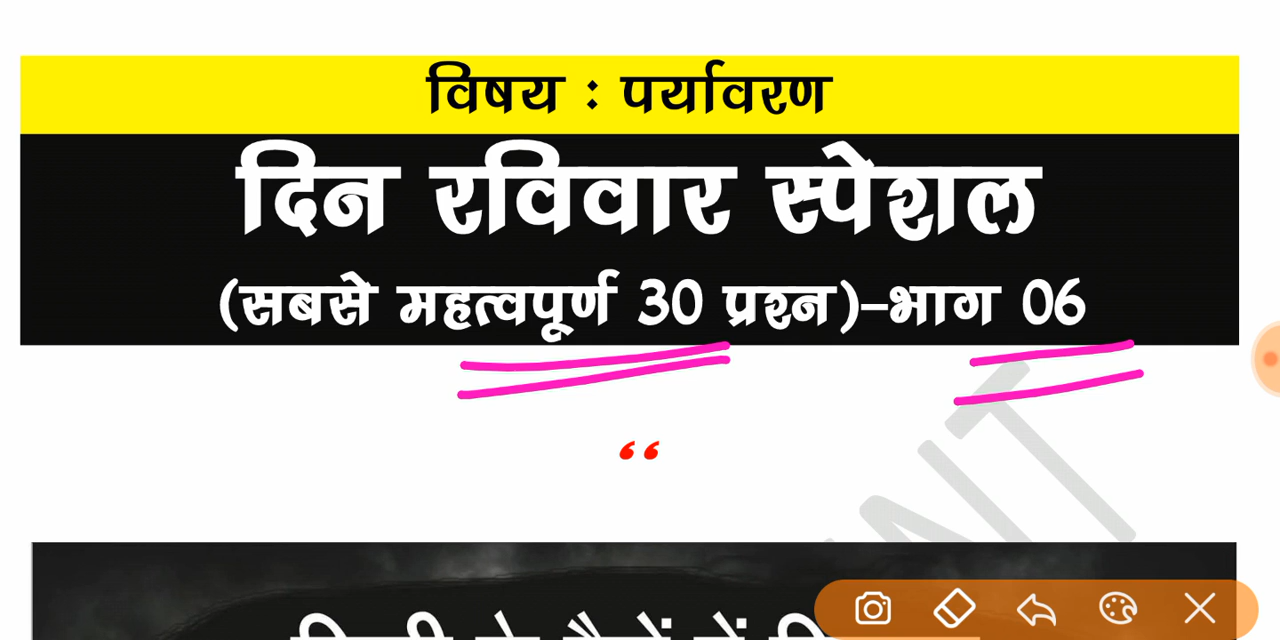 विषय : पर्यावरण
दिन रविवार स्पेशल
(सबसे महत्वपूर्ण 30 प्रश्न)–भाग 06
“